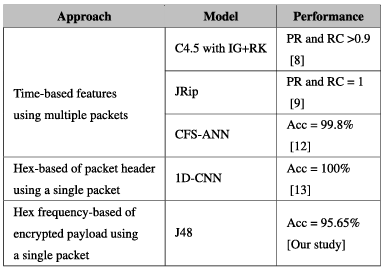 Approach Model Performance
C4.5 with IG+RK PR and RC >0.9
[8]
Time-based features
using multiple packets
JRip PR and RC = 1
[9]
CFS-ANN Acc = 99.8%
[12]
Hex-based of packet header
using a single packet
1D-CNN Acc = 100%
[13]
Hex frequency-based of
encrypted payload using
a single packet
J48 Acc = 95.65%
[Our study]